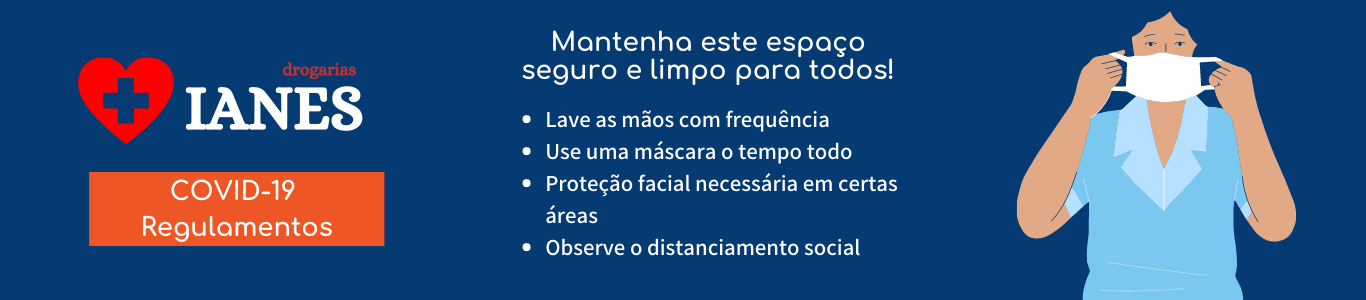 drogarias
IANES
COVID-19
Regulamentos
Mantenha este espaço
seguro e limpo para todos!
• Lave as mãos com frequência
• Use uma máscara o tempo todo
• Proteção facial necessária em certas
áreas
• Observe o distanciamento social